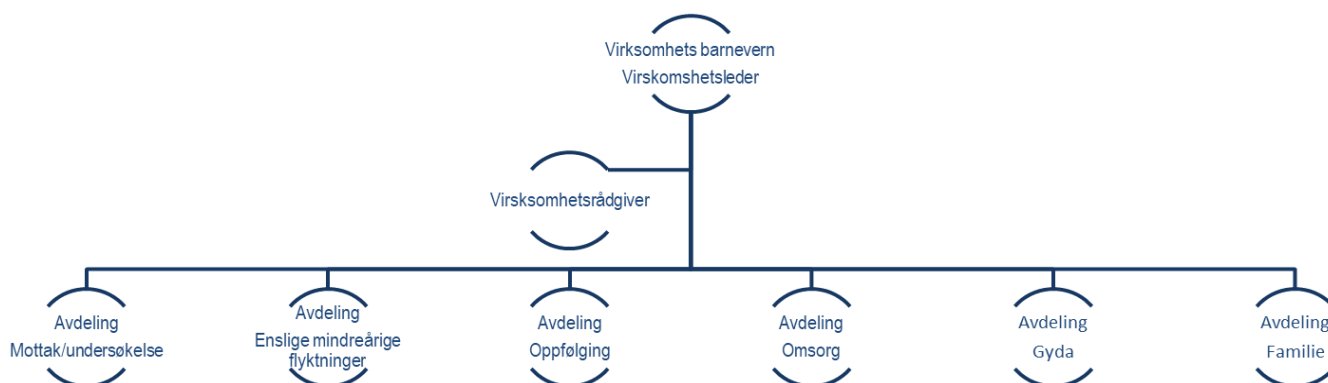 Virksomhets barnevern
Virskomshetsleder
Virsksomhetsrådgiver
Avdeling
Mottak/undersøkelse
Avdeling
Enslige mindreårige
flyktninger
Avdeling
Oppfølging
Avdeling
Omsorg
Avdeling
Gyda
Avdeling
Familie